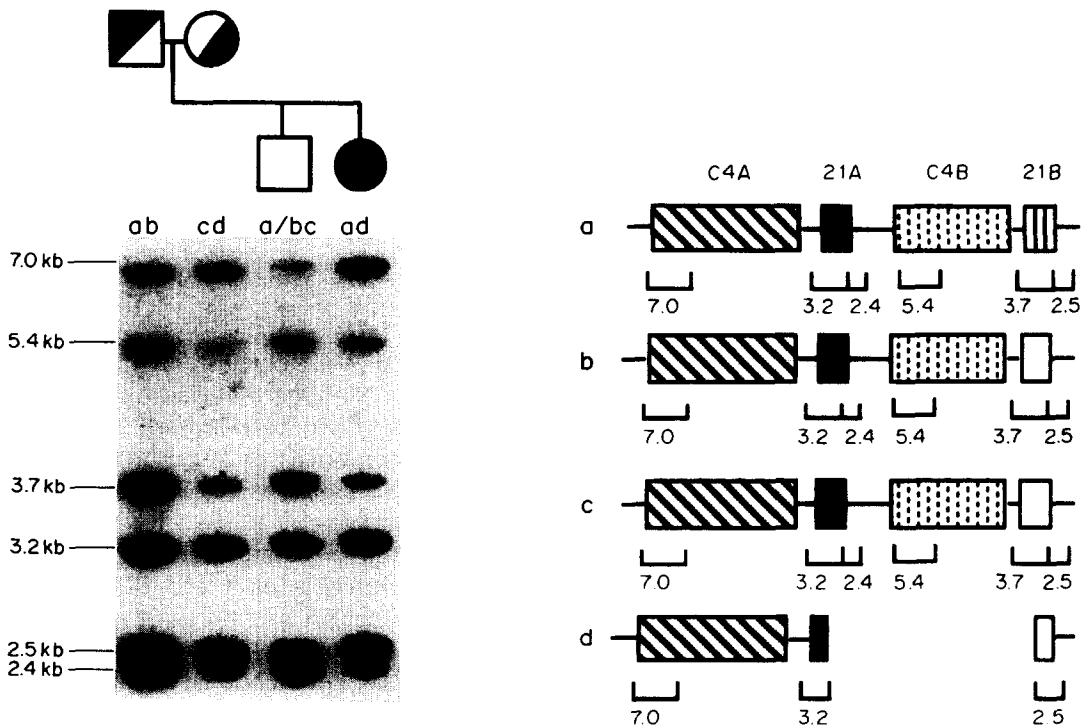 ab cd a/bc ad
7.0 kb
5.4 kb
3.7 kb
3.2 kb
2.5 kb
2.4 kb
C4A 21A C4B 21B
a
7.0 3.2 2.4 5.4 3.7 2.5
b
7.0 3.2 2.4 5.4 3.7 2.5
c
7.0 3.2 2.4 5.4 3.7 2.5
d
7.0 3.2 2 5